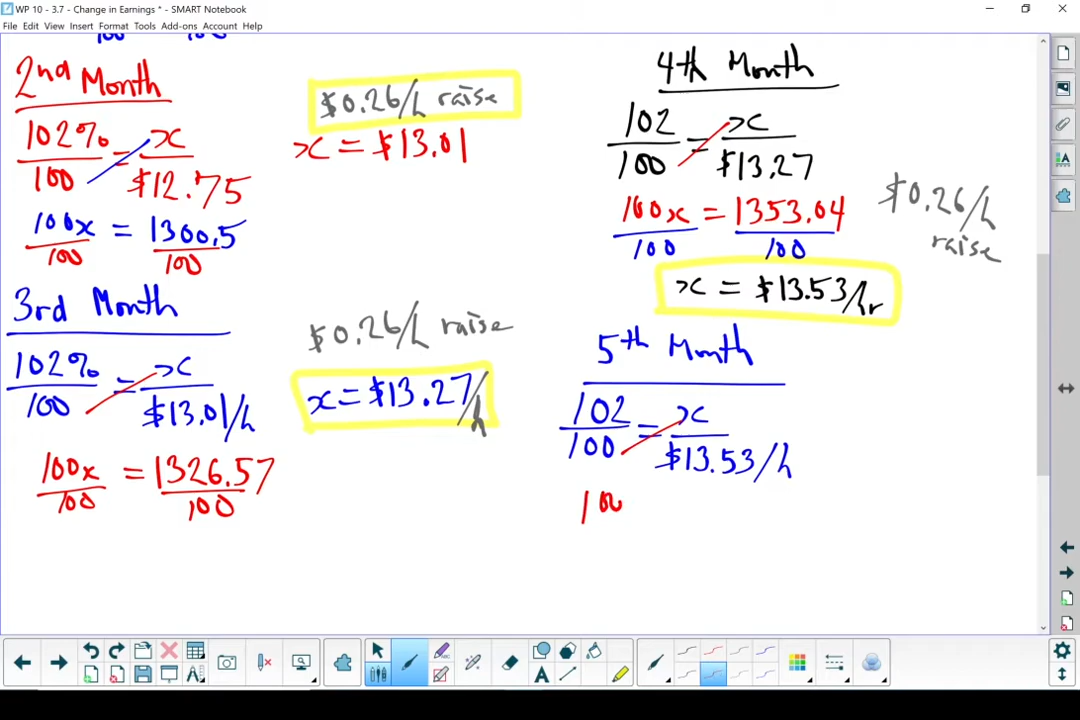 WP 10 - 3.7 - Change in Earnings * - SMART Notebook
File Edit View Insert Format Tools Add-ons Account Help
100 100
2nd Month
102% = x
100 $12.75
100x = 1300.5
100 100
$0.26/h raise
x = $13.01
3rd Month
102% = x
100 $13.01/h
100x = 1326.57
100 100
$0.26/h raise
x = $13.27/h
4th Month
102 = x
100 $13.27
100x = 1353.04
100 100
$0.26/h
raise
x = $13.53/hr
5th Month
102 = x
100 $13.53/h
100